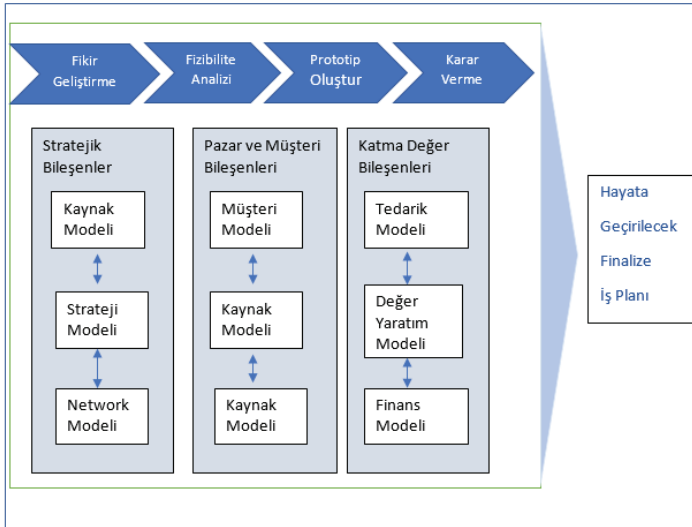 Fikir
Geliştirme
Fizibilite
Analizi
Prototip
Oluştur
Karar
Verme
Stratejik
Bileşenler
Kaynak
Modeli
Strateji
Modeli
Network
Modeli
Pazar ve Müşteri
Bileşenleri
Müşteri
Modeli
Kaynak
Modeli
Kaynak
Modeli
Katma Değer
Bileşenleri
Tedarik
Modeli
Değer
Yaratım
Modeli
Finans
Modeli
Hayata
Geçirilecek
Finalize
İş Planı